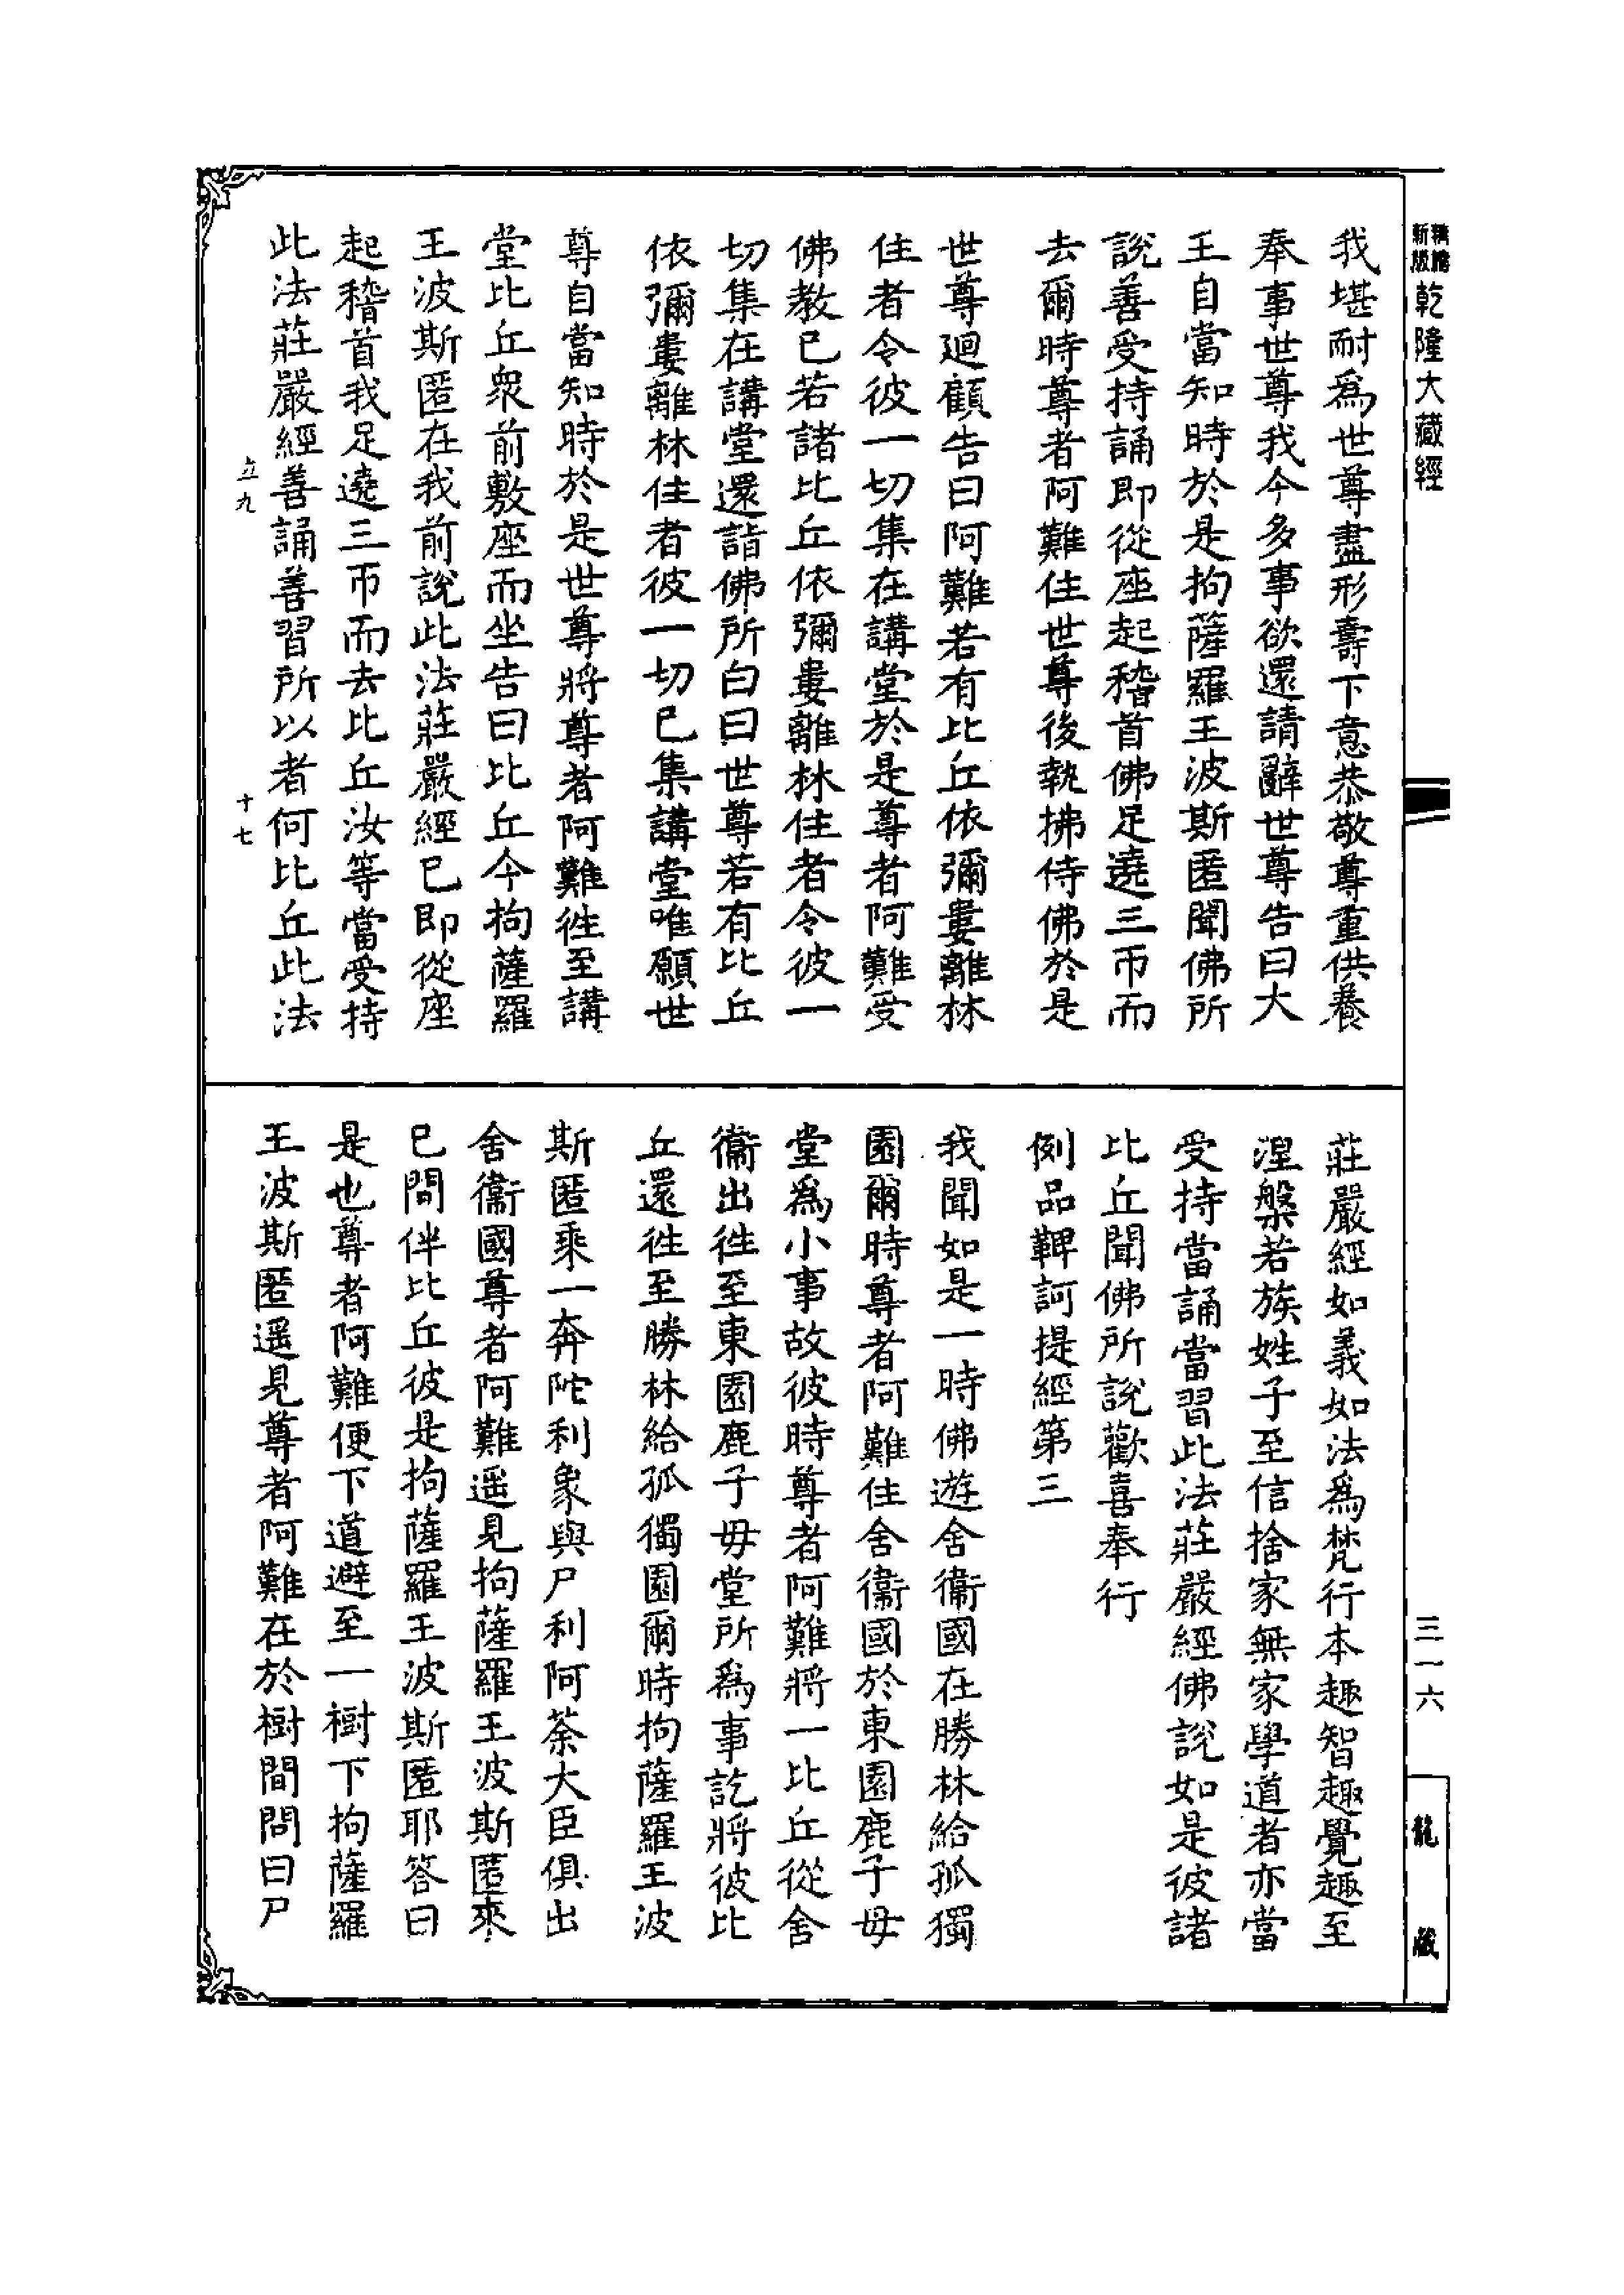 新版
精縮
乾隆大藏經
三一六
龍藏
我堪耐爲世尊盡形壽下意恭敬尊重供養
奉事世尊我今多事欲還請辭世尊告曰大
王自當知時於是拘薩羅王波斯匿聞佛所
說善受持誦即從座起稽首佛足遶三帀而
去爾時尊者阿難住世尊後執拂侍佛於是
世尊迴顧告曰阿難若有比丘依彌婁離林
住者令彼一切集在講堂於是尊者阿難受
佛教已若諸比丘依彌婁離林住者令彼一
切集在講堂還詣佛所白曰世尊若有比丘
依彌婁離林住者彼一切已集講堂唯願世
尊自當知時於是世尊將尊者阿難徃至講
堂比丘衆前敷座而坐告曰比丘今拘薩羅
王波斯匿在我前說此法莊嚴經已即從座
起稽首我足遶三帀而去比丘汝等當受持
此法莊嚴經善誦善習所以者何比丘此法
立九
十七
莊嚴經如義如法爲梵行本趣智趣覺趣至
涅槃若族姓子至信捨家無家學道者亦當
受持當誦當習此法莊嚴經佛說如是彼諸
比丘聞佛所說歡喜奉行
例品鞞訶提經第三
我聞如是一時佛遊舍衞國在勝林給孤獨
園爾時尊者阿難住舍衞國於東園鹿子母
堂爲小事故彼時尊者阿難將一比丘從舍
衞出徃至東園鹿子母堂所爲事訖將彼比
丘還徃至勝林給孤獨園爾時拘薩羅王波
斯匿乘一奔陀利象與尸利阿荼大臣俱出
舍衞國尊者阿難遥見拘薩羅王波斯匿來
已問伴比丘彼是拘薩羅王波斯匿耶答曰
是也尊者阿難便下道避至一樹下拘薩羅
王波斯匿遥見尊者阿難在於樹間問曰尸